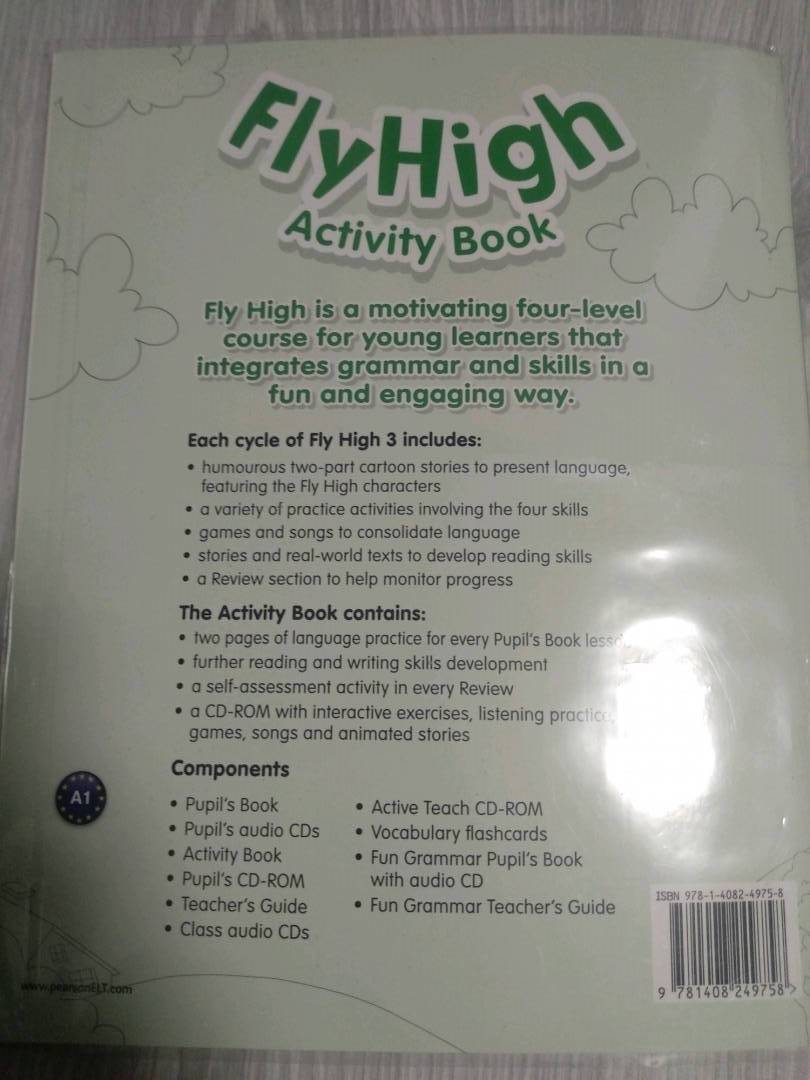 FlyHigh
Activity Book
Fly High is a motivating four-level
course for young learners that
integrates grammar and skills in a
fun and engaging way.
Each cycle of Fly High 3 includes:
• humourous two-part cartoon stories to present language,
featuring the Fly High characters
• a variety of practice activities involving the four skills
• games and songs to consolidate language
• stories and real-world texts to develop reading skills
• a Review section to help monitor progress
The Activity Book contains:
• two pages of language practice for every Pupil's Book
• further reading and writing skills development
• a self-assessment activity in every Review
• a CD-ROM with interactive exercises, listening practice,
games, songs and animated stories
Components
• Pupil's Book
• Pupil's audio CDs
• Activity Book
• Pupil's CD-ROM
• Teacher's Guide
• Class audio CDs
• Active Teach CD-ROM
• Vocabulary flashcards
• Fun Grammar Pupil's Book
with audio CD
• Fun Grammar Teacher's Guide
A1
www.pearsonELT.com
ISBN 978-1-4082-4975-8
9 781408 249758 >